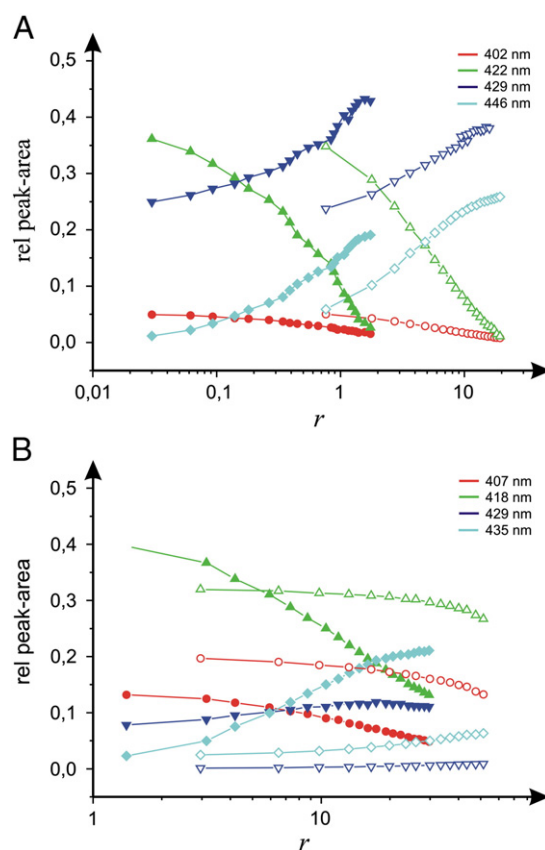 A
0,5
0,4
0,3
0,2
0,1
0,0
rel peak-area
402 nm
422 nm
429 nm
446 nm
0,01
0,1
1
10
r
B
0,5
0,4
0,3
0,2
0,1
0,0
rel peak-area
407 nm
418 nm
429 nm
435 nm
1
10
r